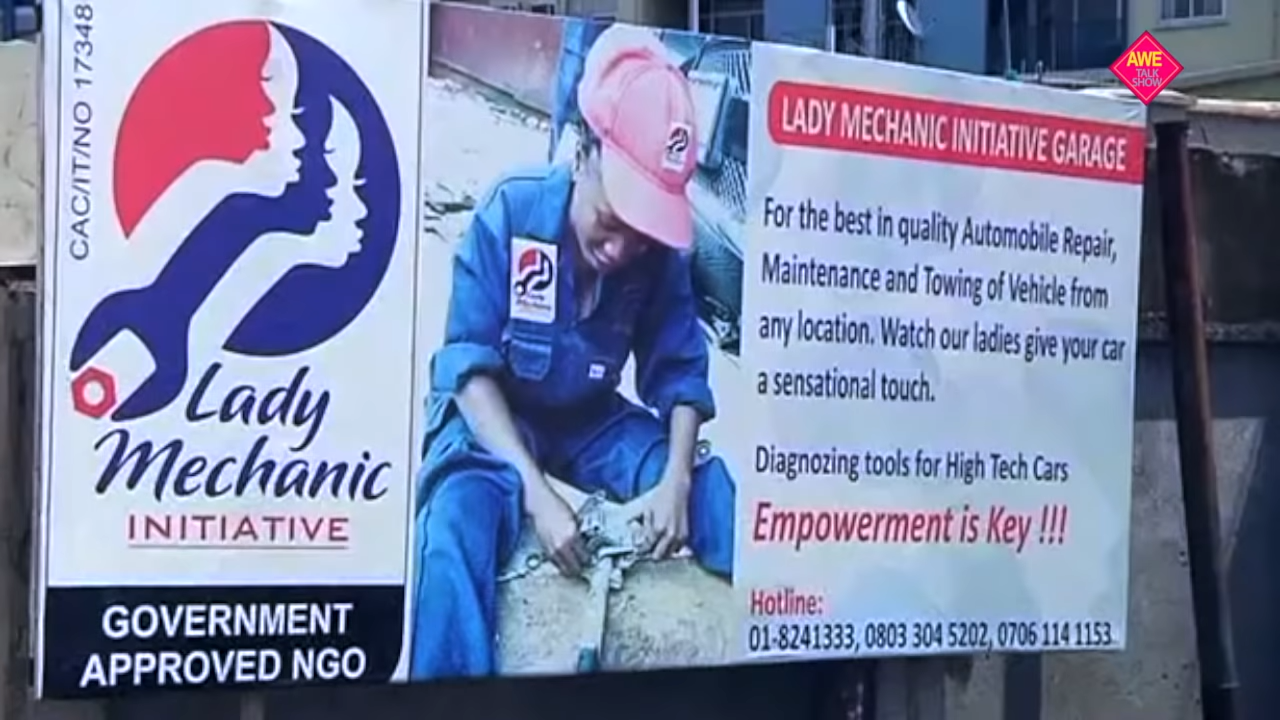 CAC/IT/NO 17348
Lady
Mechanic
INITIATIVE
GOVERNMENT
APPROVED NGO
LADY MECHANIC INITIATIVE GARAGE
For the best in quality Automobile Repair,
Maintenance and Towing of Vehicle from
any location. Watch our ladies give your car
a sensational touch.
Diagnozing tools for High Tech Cars
Empowerment is Key !!!
Hotline:
01-8241333, 0803 304 5202, 0706 114 1153
AWE
TALK
SHOW